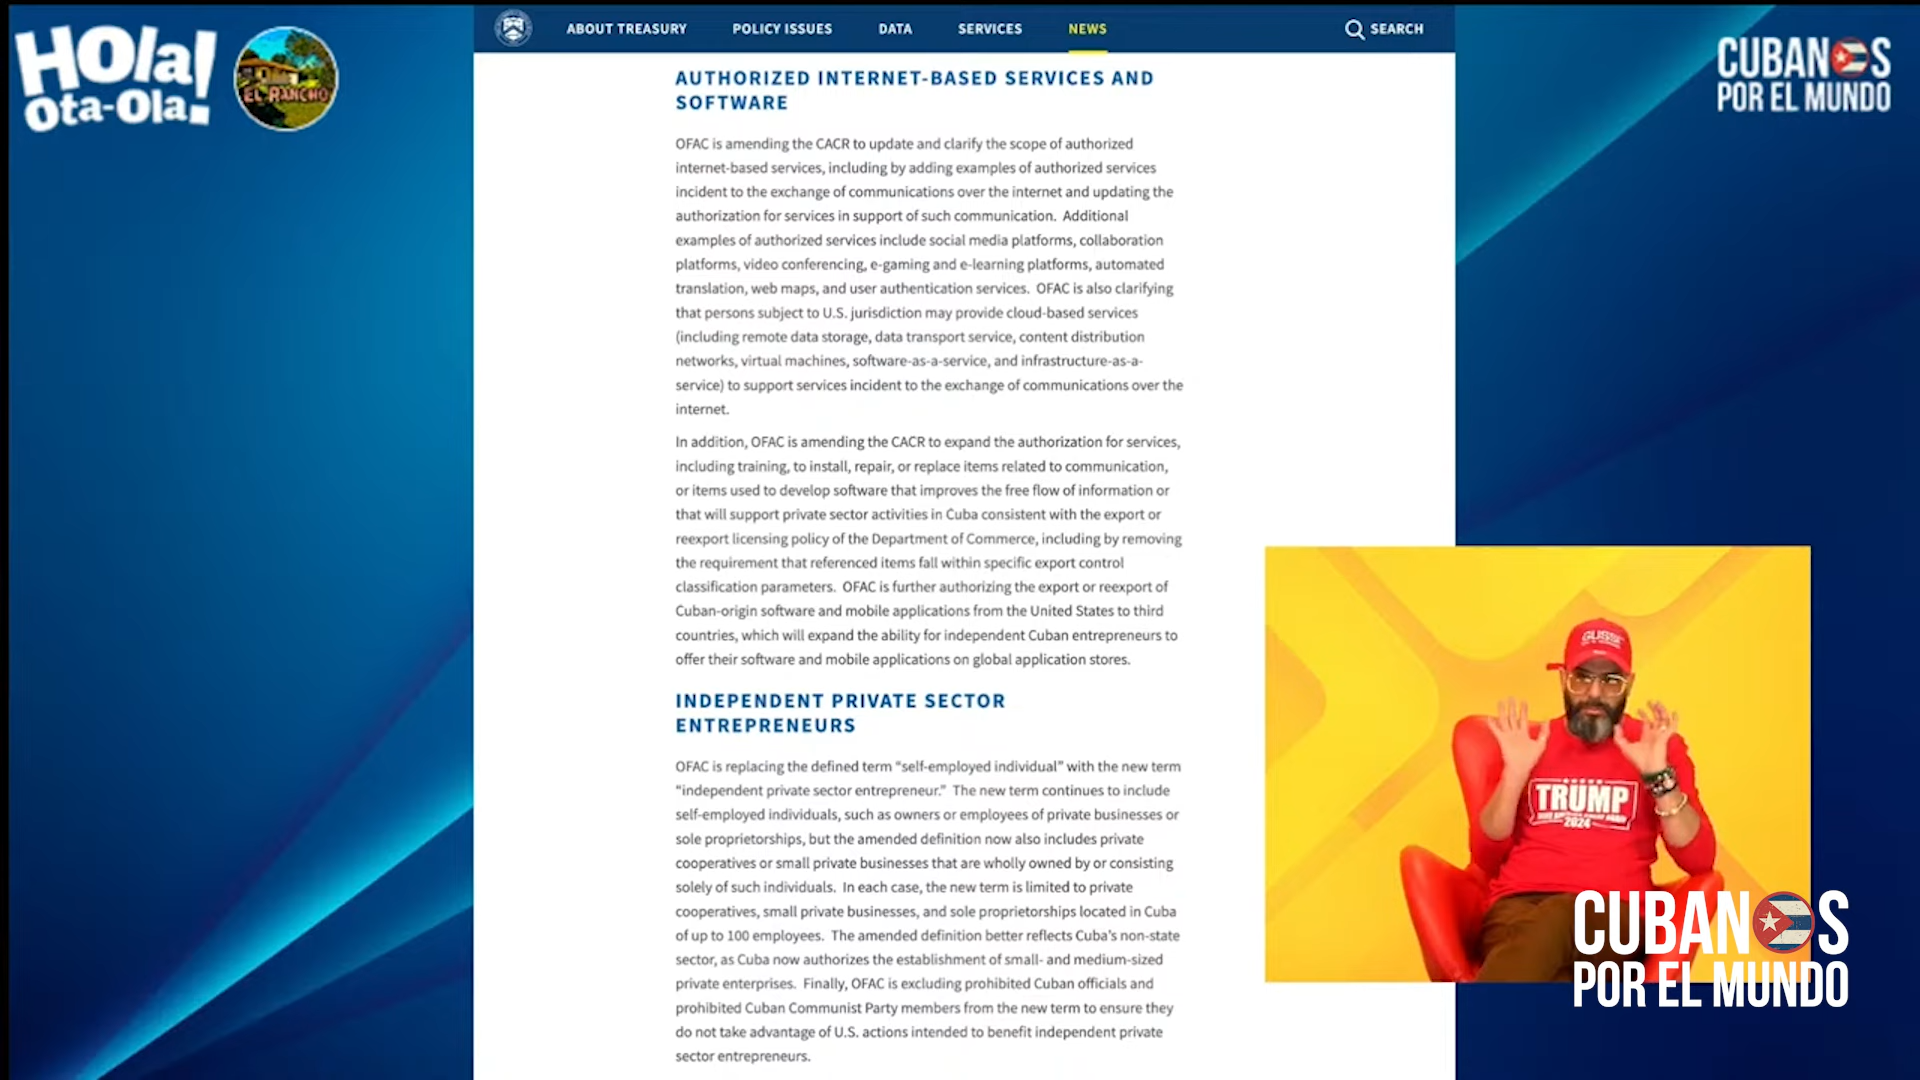 Hola!
Ota-Ola!
EL RANCHO
ABOUT TREASURY
POLICY ISSUES
DATA
SERVICES
NEWS
SEARCH
CUBANOS
POR EL MUNDO
AUTHORIZED INTERNET-BASED SERVICES AND
SOFTWARE
OFAC is amending the CACR to update and clarify the scope of authorized
internet-based services, including by adding examples of authorized services
incident to the exchange of communications over the internet and updating the
authorization for services in support of such communication. Additional
examples of authorized services include social media platforms, collaboration
platforms, video conferencing, e-gaming and e-learning platforms, automated
translation, web maps, and user authentication services. OFAC is also clarifying
that persons subject to U.S. jurisdiction may provide cloud-based services
(including remote data storage, data transport service, content distribution
networks, virtual machines, software-as-a-service, and infrastructure-as-a-
service) to support services incident to the exchange of communications over the
internet.
In addition, OFAC is amending the CACR to expand the authorization for services,
including training, to install, repair, or replace items related to communication,
or items used to develop software that improves the free flow of information or
that will support private sector activities in Cuba consistent with the export or
reexport licensing policy of the Department of Commerce, including by removing
the requirement that referenced items fall within specific export control
classification parameters. OFAC is further authorizing the export or reexport of
Cuban-origin software and mobile applications from the United States to third
countries, which will expand the ability for independent Cuban entrepreneurs to
offer their software and mobile applications on global application stores.
INDEPENDENT PRIVATE SECTOR
ENTREPRENEURS
OFAC is replacing the defined term “self-employed individual” with the new term
“independent private sector entrepreneur.” The new term continues to include
self-employed individuals, such as owners or employees of private businesses or
sole proprietorships, but the amended definition now also includes private
cooperatives or small private businesses that are wholly owned by or consisting
solely of such individuals. In each case, the new term is limited to private
cooperatives, small private businesses, and sole proprietorships located in Cuba
of up to 100 employees. The amended definition better reflects Cuba’s non-state
sector, as Cuba now authorizes the establishment of small- and medium-sized
private enterprises. Finally, OFAC is excluding prohibited Cuban officials and
prohibited Cuban Communist Party members from the new term to ensure they
do not take advantage of U.S. actions intended to benefit independent private
sector entrepreneurs.
TRUMP
2024
CUBANOS
POR EL MUNDO